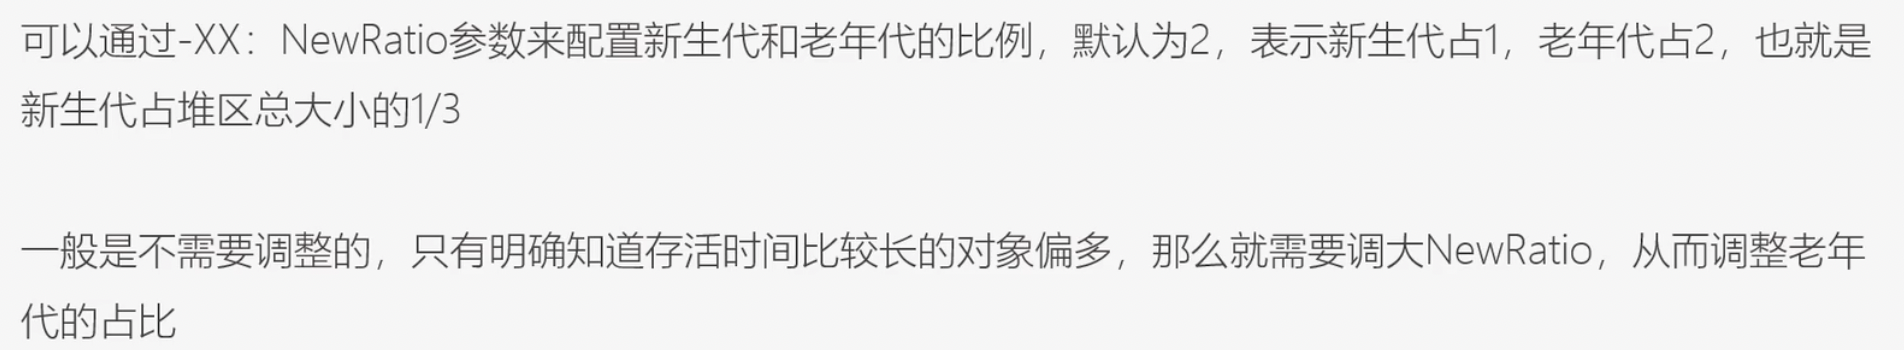 可以通过-XX：NewRatio参数来配置新生代和老年代的比例，默认为2，表示新生代占1，老年代占2，也就是
新生代占堆区总大小的1/3
一般是不需要调整的，只有明确知道存活时间比较长的对象偏多，那么就需要调大NewRatio，从而调整老年
代的占比